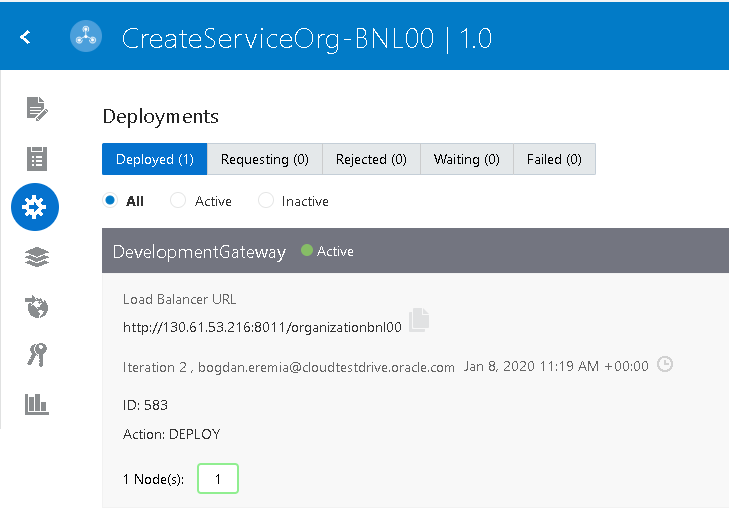 CreateServiceOrg-BNL00 | 1.0
Deployments
Deployed (1) Requesting (0) Rejected (0) Waiting (0) Failed (0)
All Active Inactive
DevelopmentGateway Active
Load Balancer URL
http://130.61.53.216:8011/organizationbnl00
Iteration 2 , bogdan.eremia@cloudtestdrive.oracle.com Jan 8, 2020 11:19 AM +00:00
ID: 583
Action: DEPLOY
1 Node(s): 1